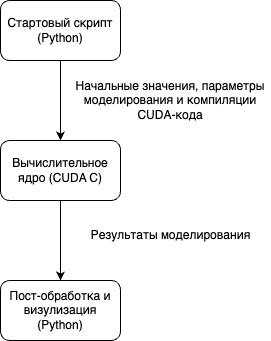 Стартовый скрипт
(Python)
Начальные значения, параметры
моделирования и компиляции
CUDA-кода
Вычислительное
ядро (CUDA C)
Результаты моделирования
Пост-обработка и
визулизация
(Python)